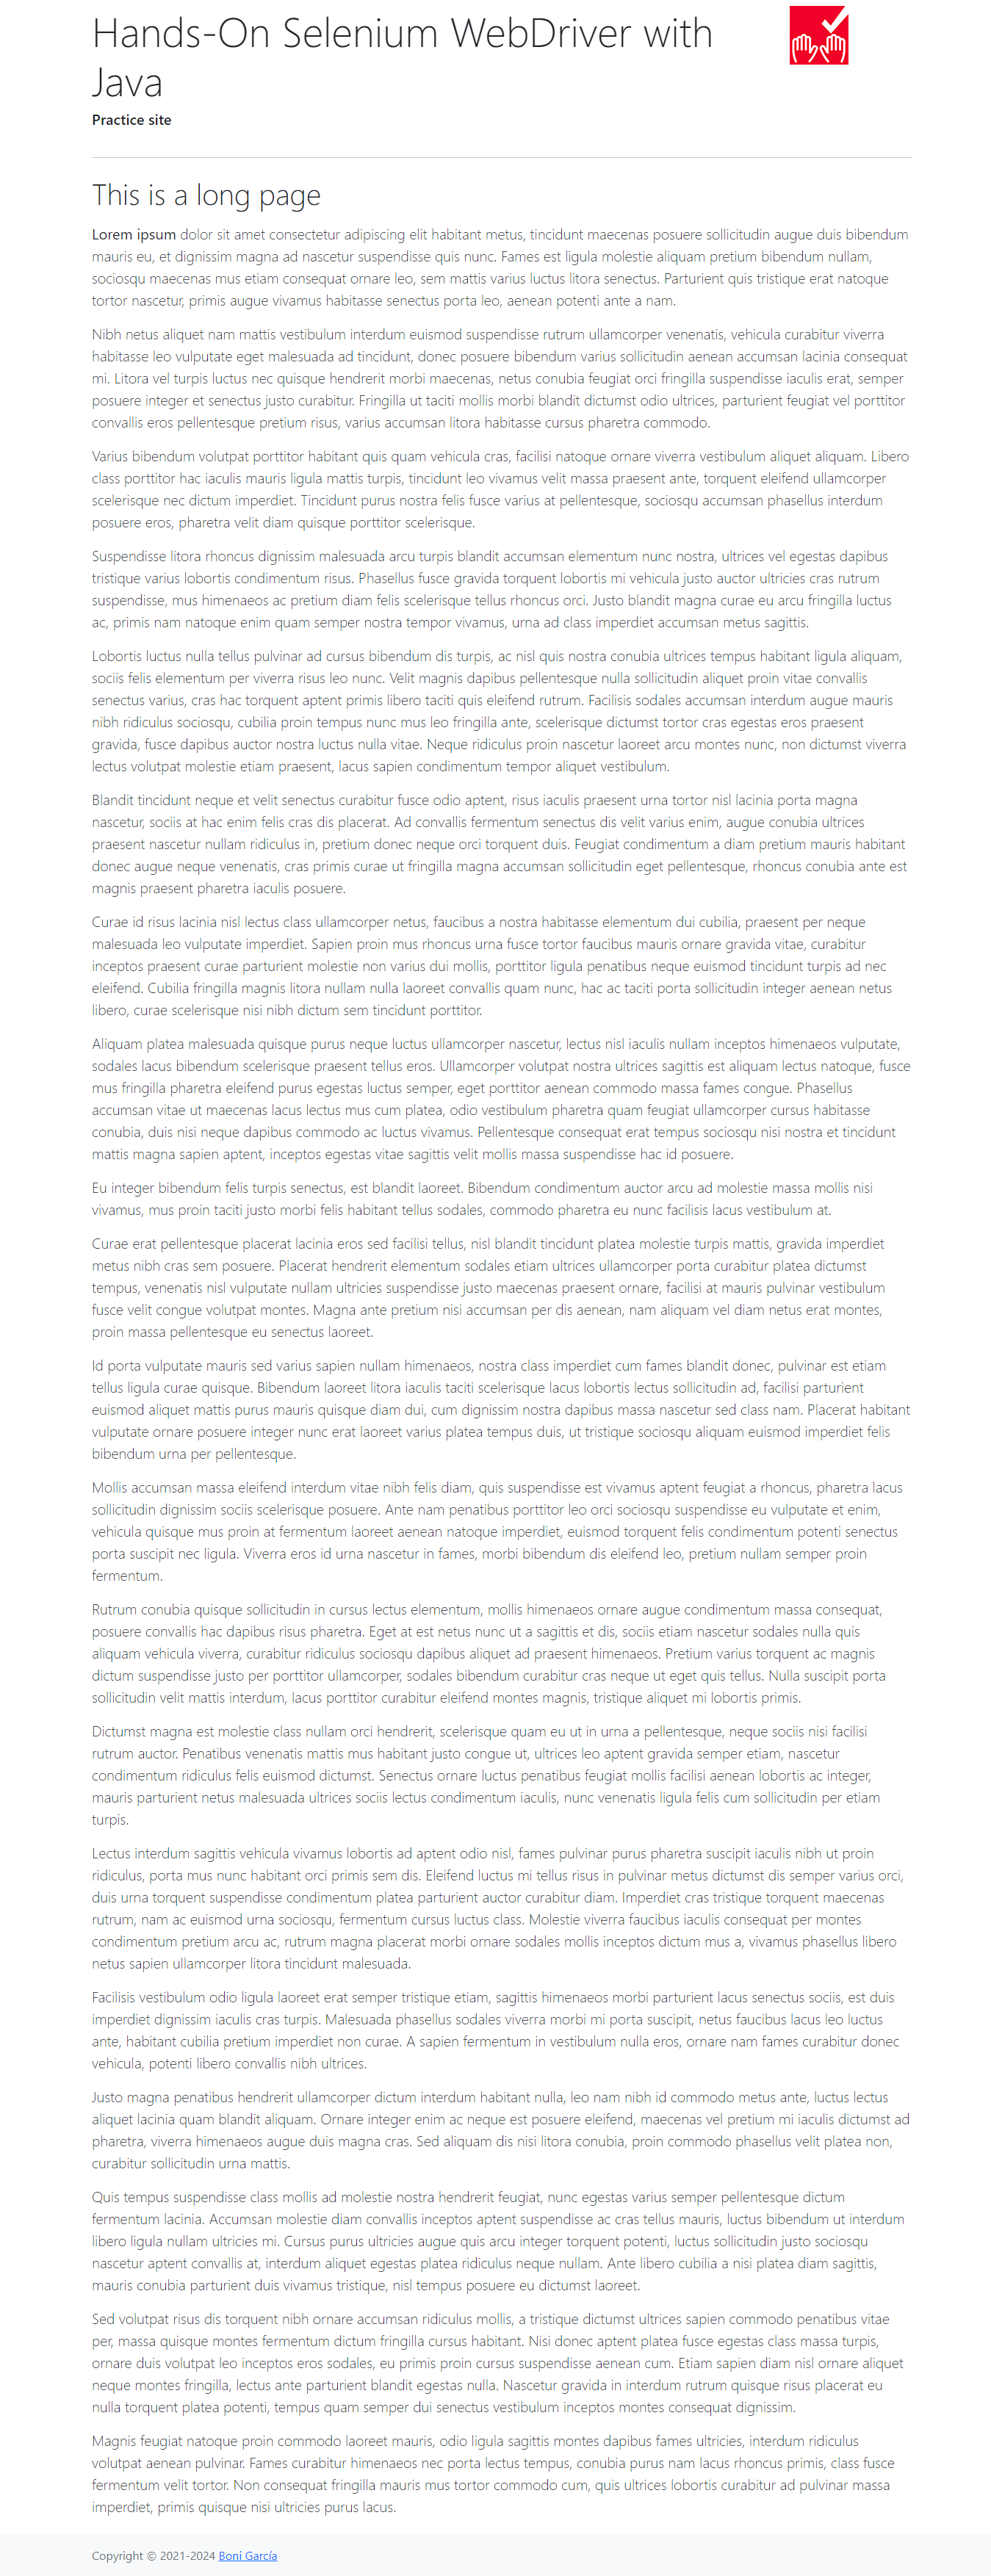 Hands-On Selenium WebDriver with
Java
Practice site
This is a long page
Lorem ipsum dolor sit amet consectetur adipiscing elit habitant metus, tincidunt maecenas posuere sollicitudin augue duis bibendum
mauris eu, et dignissim magna ad nascetur suspendisse quis nunc. Fames est ligula molestie aliquam pretium bibendum nullam,
sociosqu maecenas mus etiam consequat ornare leo, sem mattis varius luctus litora senectus. Parturient quis tristique erat natoque
tortor nascetur, primis augue vivamus habitasse senectus porta leo, aenean potenti ante a nam.
Nibh netus aliquet nam mattis vestibulum interdum euismod suspendisse rutrum ullamcorper venenatis, vehicula curabitur viverra
habitasse leo vulputate eget malesuada ad tincidunt, donec posuere bibendum varius sollicitudin aenean accumsan lacinia consequat
mi. Litora vel turpis luctus nec quisque hendrerit morbi maecenas, netus conubia feugiat orci fringilla suspendisse iaculis erat, semper
posuere integer et senectus justo curabitur. Fringilla ut taciti mollis morbi blandit dictumst odio ultrices, parturient feugiat vel porttitor
convallis eros pellentesque pretium risus, varius accumsan litora habitasse cursus pharetra commodo.
Varius bibendum volutpat porttitor habitant quis quam vehicula cras, facilisi natoque ornare viverra vestibulum aliquet aliquam. Libero
class porttitor hac iaculis mauris ligula mattis turpis, tincidunt leo vivamus velit massa praesent ante, torquent eleifend ullamcorper
scelerisque nec dictum imperdiet. Tincidunt purus nostra felis fusce varius at pellentesque, sociosqu accumsan phasellus interdum
posuere eros, pharetra velit diam quisque porttitor scelerisque.
Suspendisse litora rhoncus dignissim malesuada arcu turpis blandit accumsan elementum nunc nostra, ultrices vel egestas dapibus
tristique varius lobortis condimentum risus. Phasellus fusce gravida torquent lobortis mi vehicula justo auctor ultricies cras rutrum
suspendisse, mus himenaeos ac pretium diam felis scelerisque tellus rhoncus orci. Justo blandit magna curae eu arcu fringilla luctus
ac, primis nam natoque enim quam semper nostra tempor vivamus, urna ad class imperdiet accumsan metus sagittis.
Lobortis luctus nulla tellus pulvinar ad cursus bibendum dis turpis, ac nisl quis nostra conubia ultrices tempus habitant ligula aliquam,
sociis felis elementum per viverra risus leo nunc. Velit magnis dapibus pellentesque nulla sollicitudin aliquet proin vitae convallis
senectus varius, cras hac torquent aptent primis libero taciti quis eleifend rutrum. Facilisis sodales accumsan interdum augue mauris
nibh ridiculus sociosqu, cubilia proin tempus nunc mus leo fringilla ante, scelerisque dictumst tortor cras egestas eros praesent
gravida, fusce dapibus auctor nostra luctus nulla vitae. Neque ridiculus proin nascetur laoreet arcu montes nunc, non dictumst viverra
lectus volutpat molestie etiam praesent, lacus sapien condimentum tempor aliquet vestibulum.
Blandit tincidunt neque et velit senectus curabitur fusce odio aptent, risus iaculis praesent urna tortor nisl lacinia porta magna
nascetur, sociis at hac enim felis cras dis placerat. Ad convallis fermentum senectus dis velit varius enim, augue conubia ultrices
praesent nascetur nullam ridiculus in, pretium donec neque orci torquent duis. Feugiat condimentum a diam pretium mauris habitant
donec augue neque venenatis, cras primis curae ut fringilla magna accumsan sollicitudin eget pellentesque, rhoncus conubia ante est
magnis praesent pharetra iaculis posuere.
Curae id risus lacinia nisl lectus class ullamcorper netus, faucibus a nostra habitasse elementum dui cubilia, praesent per neque
malesuada leo vulputate imperdiet. Sapien proin mus rhoncus urna fusce tortor faucibus mauris ornare gravida vitae, curabitur
inceptos praesent curae parturient molestie non varius dui mollis, porttitor ligula penatibus neque euismod tincidunt turpis ad nec
eleifend. Cubilia fringilla magnis litora nullam nulla laoreet convallis quam nunc, hac ac taciti porta sollicitudin integer aenean netus
libero, curae scelerisque nisi nibh dictum sem tincidunt porttitor.
Aliquam platea malesuada quisque purus neque luctus ullamcorper nascetur, lectus nisl iaculis nullam inceptos himenaeos vulputate,
sodales lacus bibendum scelerisque praesent tellus eros. Ullamcorper volutpat nostra ultrices sagittis est aliquam lectus natoque, fusce
mus fringilla pharetra eleifend purus egestas luctus semper, eget porttitor aenean commodo massa fames congue. Phasellus
accumsan vitae ut maecenas lacus lectus mus cum platea, odio vestibulum pharetra quam feugiat ullamcorper cursus habitasse
conubia, duis nisi neque dapibus commodo ac luctus vivamus. Pellentesque consequat erat tempus sociosqu nisi nostra et tincidunt
mattis magna sapien aptent, inceptos egestas vitae sagittis velit mollis massa suspendisse hac id posuere.
Eu integer bibendum felis turpis senectus, est blandit laoreet. Bibendum condimentum auctor arcu ad molestie massa mollis nisi
vivamus, mus proin taciti justo morbi felis habitant tellus sodales, commodo pharetra eu nunc facilisis lacus vestibulum at.
Curae erat pellentesque placerat lacinia eros sed facilisi tellus, nisl blandit tincidunt platea molestie turpis mattis, gravida imperdiet
metus nibh cras sem posuere. Placerat hendrerit elementum sodales etiam ultrices ullamcorper porta curabitur platea dictumst
tempus, venenatis nisl vulputate nullam ultricies suspendisse justo maecenas praesent ornare, facilisi at mauris pulvinar vestibulum
fusce velit congue volutpat montes. Magna ante pretium nisi accumsan per dis aenean, nam aliquam vel diam netus erat montes,
proin massa pellentesque eu senectus laoreet.
Id porta vulputate mauris sed varius sapien nullam himenaeos, nostra class imperdiet cum fames blandit donec, pulvinar est etiam
tellus ligula curae quisque. Bibendum laoreet litora iaculis taciti scelerisque lacus lobortis lectus sollicitudin ad, facilisi parturient
euismod aliquet mattis purus mauris quisque diam dui, cum dignissim nostra dapibus massa nascetur sed class nam. Placerat habitant
vulputate ornare posuere integer nunc erat laoreet varius platea tempus duis, ut tristique sociosqu aliquam euismod imperdiet felis
bibendum urna per pellentesque.
Mollis accumsan massa eleifend interdum vitae nibh felis diam, quis suspendisse est vivamus aptent feugiat a rhoncus, pharetra lacus
sollicitudin dignissim sociis scelerisque posuere. Ante nam penatibus porttitor leo orci sociosqu suspendisse eu vulputate et enim,
vehicula quisque mus proin at fermentum laoreet aenean natoque imperdiet, euismod torquent felis condimentum potenti senectus
porta suscipit nec ligula. Viverra eros id urna nascetur in fames, morbi bibendum dis eleifend leo, pretium nullam semper proin
fermentum.
Rutrum conubia quisque sollicitudin in cursus lectus elementum, mollis himenaeos ornare augue condimentum massa consequat,
posuere convallis hac dapibus risus pharetra. Eget at est netus nunc ut a sagittis et dis, sociis etiam nascetur sodales nulla quis
aliquam vehicula viverra, curabitur ridiculus sociosqu dapibus aliquet ad praesent himenaeos. Pretium varius torquent ac magnis
dictum suspendisse justo per porttitor ullamcorper, sodales bibendum curabitur cras neque ut eget quis tellus. Nulla suscipit porta
sollicitudin velit mattis interdum, lacus porttitor curabitur eleifend montes magnis, tristique aliquet mi lobortis primis.
Dictumst magna est molestie class nullam orci hendrerit, scelerisque quam eu ut in urna a pellentesque, neque sociis nisi facilisi
rutrum auctor. Penatibus venenatis mattis mus habitant justo congue ut, ultrices leo aptent gravida semper etiam, nascetur
condimentum ridiculus felis euismod dictumst. Senectus ornare luctus penatibus feugiat mollis facilisi aenean lobortis ac integer,
mauris parturient netus malesuada ultrices sociis lectus condimentum iaculis, nunc venenatis ligula felis cum sollicitudin per etiam
turpis.
Lectus interdum sagittis vehicula vivamus lobortis ad aptent odio nisl, fames pulvinar purus pharetra suscipit iaculis nibh ut proin
ridiculus, porta mus nunc habitant orci primis sem dis. Eleifend luctus mi tellus risus in pulvinar metus dictumst dis semper varius orci,
duis urna torquent suspendisse condimentum platea parturient auctor curabitur diam. Imperdiet cras tristique torquent maecenas
rutrum, nam ac euismod urna sociosqu, fermentum cursus luctus class. Molestie viverra faucibus iaculis consequat per montes
condimentum pretium arcu ac, rutrum magna placerat morbi ornare sodales mollis inceptos dictum mus a, vivamus phasellus libero
netus sapien ullamcorper litora tincidunt malesuada.
Facilisis vestibulum odio ligula laoreet erat semper tristique etiam, sagittis himenaeos morbi parturient lacus senectus sociis, est duis
imperdiet dignissim iaculis cras turpis. Malesuada phasellus sodales viverra morbi mi porta suscipit, netus faucibus lacus leo luctus
ante, habitant cubilia pretium imperdiet non curae. A sapien fermentum in vestibulum nulla eros, ornare nam fames curabitur donec
vehicula, potenti libero convallis nibh ultrices.
Justo magna penatibus hendrerit ullamcorper dictum interdum habitant nulla, leo nam nibh id commodo metus ante, luctus lectus
aliquet lacinia quam blandit aliquam. Ornare integer enim ac neque est posuere eleifend, maecenas vel pretium mi iaculis dictumst ad
pharetra, viverra himenaeos augue duis magna cras. Sed aliquam dis nisi litora conubia, proin commodo phasellus velit platea non,
curabitur sollicitudin urna mattis.
Quis tempus suspendisse class mollis ad molestie nostra hendrerit feugiat, nunc egestas varius semper pellentesque dictum
fermentum lacinia. Accumsan molestie diam convallis inceptos aptent suspendisse ac cras tellus mauris, luctus bibendum ut interdum
libero ligula nullam ultricies mi. Cursus purus ultricies augue quis arcu integer torquent potenti, luctus sollicitudin justo sociosqu
nascetur aptent convallis at, interdum aliquet egestas platea ridiculus neque nullam. Ante libero cubilia a nisi platea diam sagittis,
mauris conubia parturient duis vivamus tristique, nisl tempus posuere eu dictumst laoreet.
Sed volutpat risus dis torquent nibh ornare accumsan ridiculus mollis, a tristique dictumst ultrices sapien commodo penatibus vitae
per, massa quisque montes fermentum dictum fringilla cursus habitant. Nisi donec aptent platea fusce egestas class massa turpis,
ornare duis volutpat leo inceptos eros sodales, eu primis proin cursus suspendisse aenean cum. Etiam sapien diam nisl ornare aliquet
neque montes fringilla, lectus ante parturient blandit egestas nulla. Nascetur gravida in interdum rutrum quisque risus placerat eu
nulla torquent platea potenti, tempus quam semper dui senectus vestibulum inceptos montes consequat dignissim.
Magnis feugiat natoque proin commodo laoreet mauris, odio ligula sagittis montes dapibus fames ultricies, interdum ridiculus
volutpat aenean pulvinar. Fames curabitur himenaeos nec porta lectus tempus, conubia purus nam lacus rhoncus primis, class fusce
fermentum velit tortor. Non consequat fringilla mauris mus tortor commodo cum, quis ultrices lobortis curabitur ad pulvinar massa
imperdiet, primis quisque nisi ultricies purus lacus.
Copyright © 2021-2024 Boni García